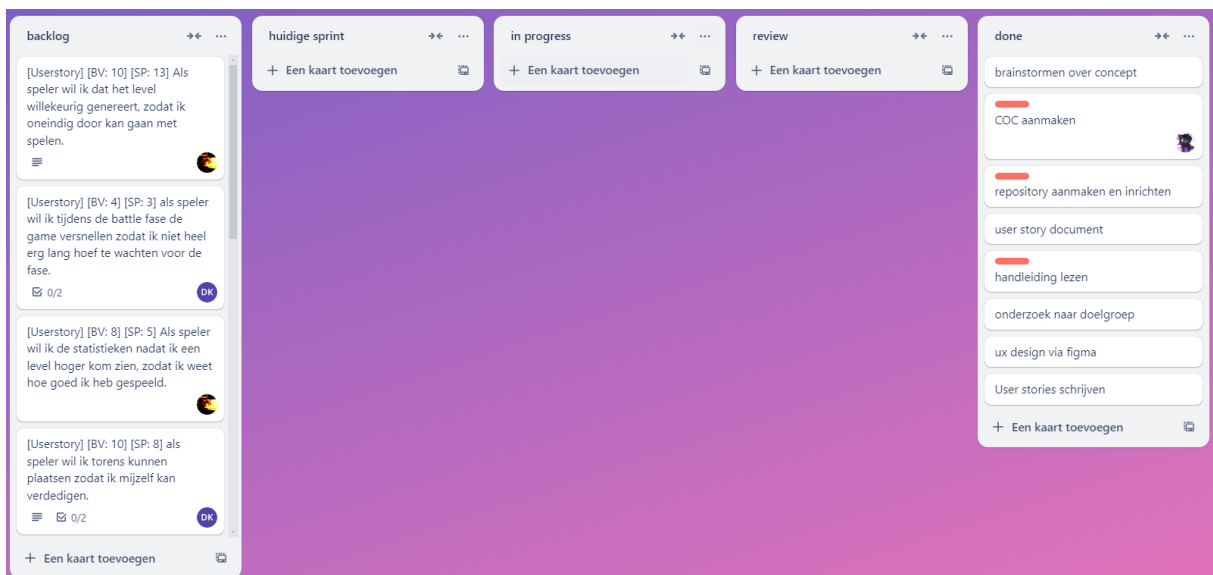 backlog
[Userstory] [BV: 10] [SP: 13] Als
speler wil ik dat het level
willekeurig genereert, zodat ik
oneindig door kan gaan met
spelen.
[Userstory] [BV: 4] [SP: 3] als speler
wil ik tijdens de battle fase de
game versnellen zodat ik niet heel
erg lang hoef te wachten voor de
fase.
0/2
DK
[Userstory] [BV: 8] [SP: 5] Als speler
wil ik de statistieken nadat ik een
level hoger kom zien, zodat ik weet
hoe goed ik heb gespeeld.
[Userstory] [BV: 10] [SP: 8] als
speler wil ik torens kunnen
plaatsen zodat ik mijzelf kan
verdedigen.
0/2
DK
+ Een kaart toevoegen
huidige sprint
+ Een kaart toevoegen
in progress
+ Een kaart toevoegen
review
+ Een kaart toevoegen
done
brainstormen over concept
COC aanmaken
repository aanmaken en inrichten
user story document
handleiding lezen
onderzoek naar doelgroep
ux design via figma
User stories schrijven
+ Een kaart toevoegen